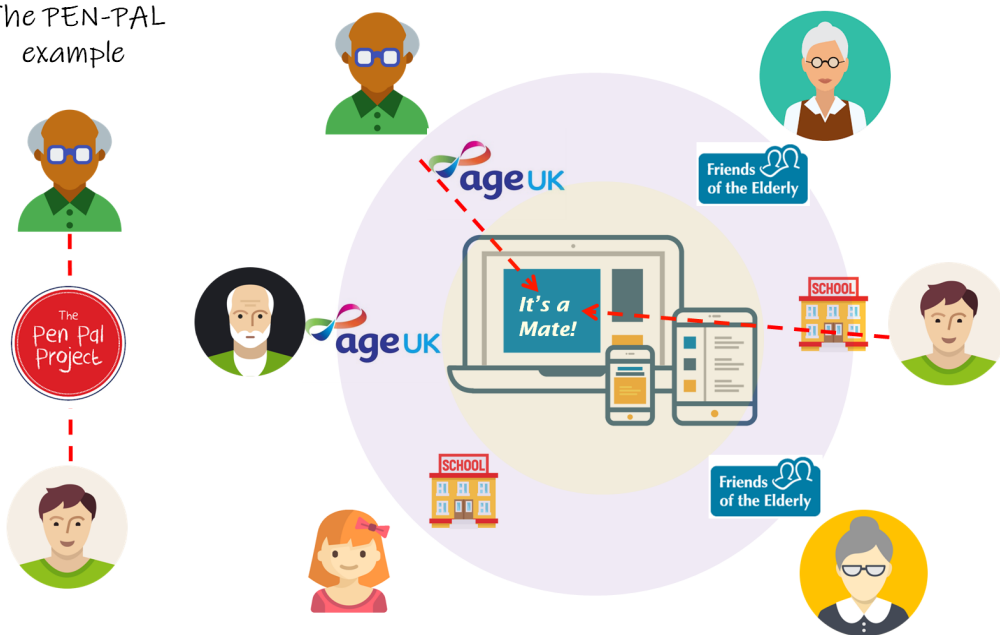 The PEN-PAL
example
The
Pen Pal
Project
age UK
Friends
of the Elderly
age UK
It's a
Mate!
SCHOOL
SCHOOL
Friends
of the Elderly